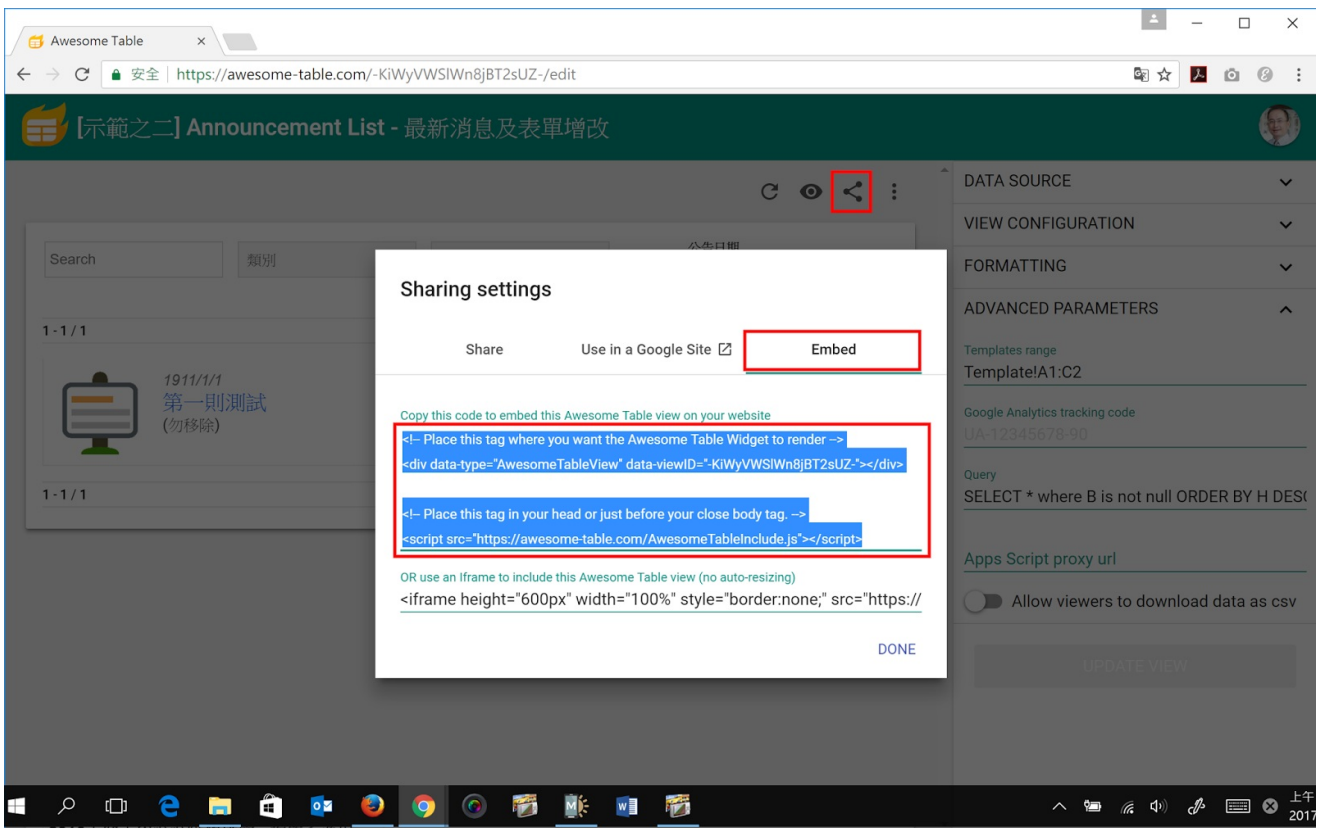 Awesome Table
安全 | https://awesome-table.com/-KiWyVWSlWn8jBT2sUZ-/edit
[示範之二] Announcement List - 最新消息及表單增改
DATA SOURCE
VIEW CONFIGURATION
FORMATTING
ADVANCED PARAMETERS
Templates range
Template!A1:C2
Google Analytics tracking code
UA-12345678-90
Query
SELECT * where B is not null ORDER BY H DESC
Apps Script proxy url
Allow viewers to download data as csv
UPDATE VIEW
Search
類別
公告日期
1 - 1 / 1
1911/1/1
第一則測試
(勿移除)
1 - 1 / 1
Sharing settings
Share
Use in a Google Site
Embed
Copy this code to embed this Awesome Table view on your website
<!-- Place this tag where you want the Awesome Table Widget to render -->
<div data-type="AwesomeTableView" data-viewID="-KiWyVWSlWn8jBT2sUZ-"></div>
<!-- Place this tag in your head or just before your close body tag. -->
<script src="https://awesome-table.com/AwesomeTableInclude.js"></script>
OR use an Iframe to include this Awesome Table view (no auto-resizing)
<iframe height="600px" width="100%" style="border:none;" src="https://
DONE
上午
2017